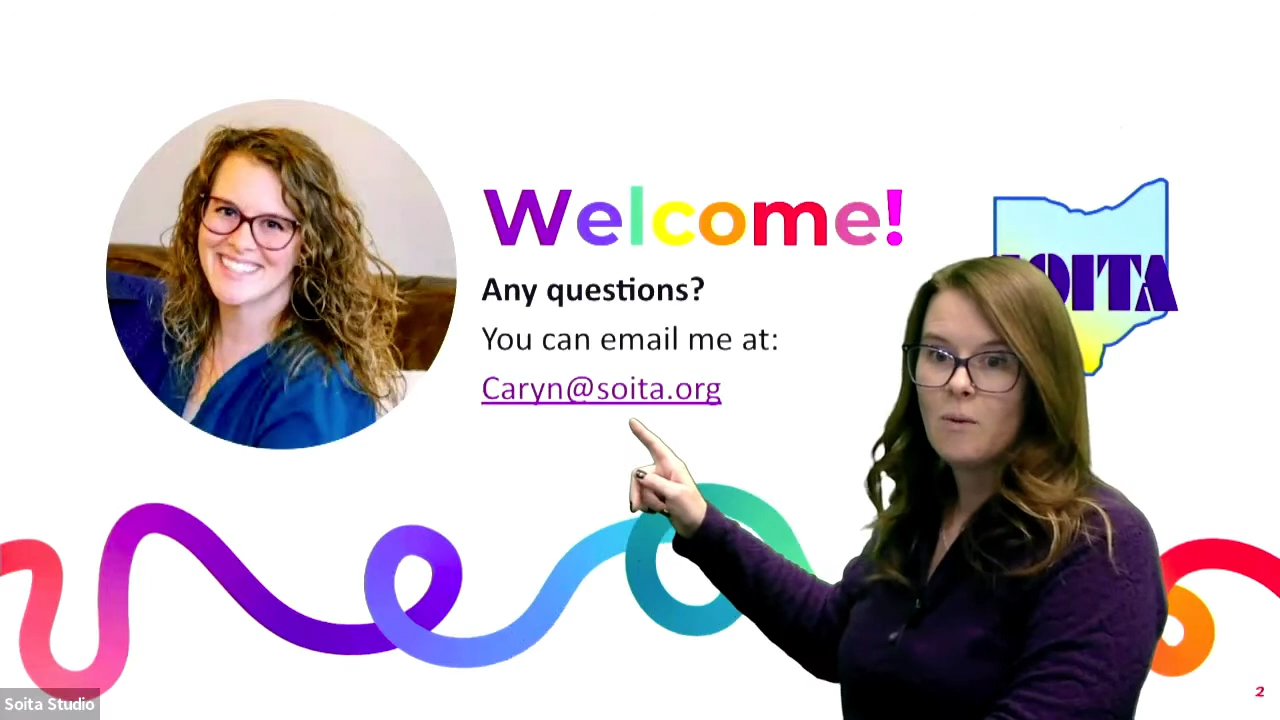 Welcome!
SOITA
Any questions?
You can email me at:
Caryn@soita.org
Soita Studio
2